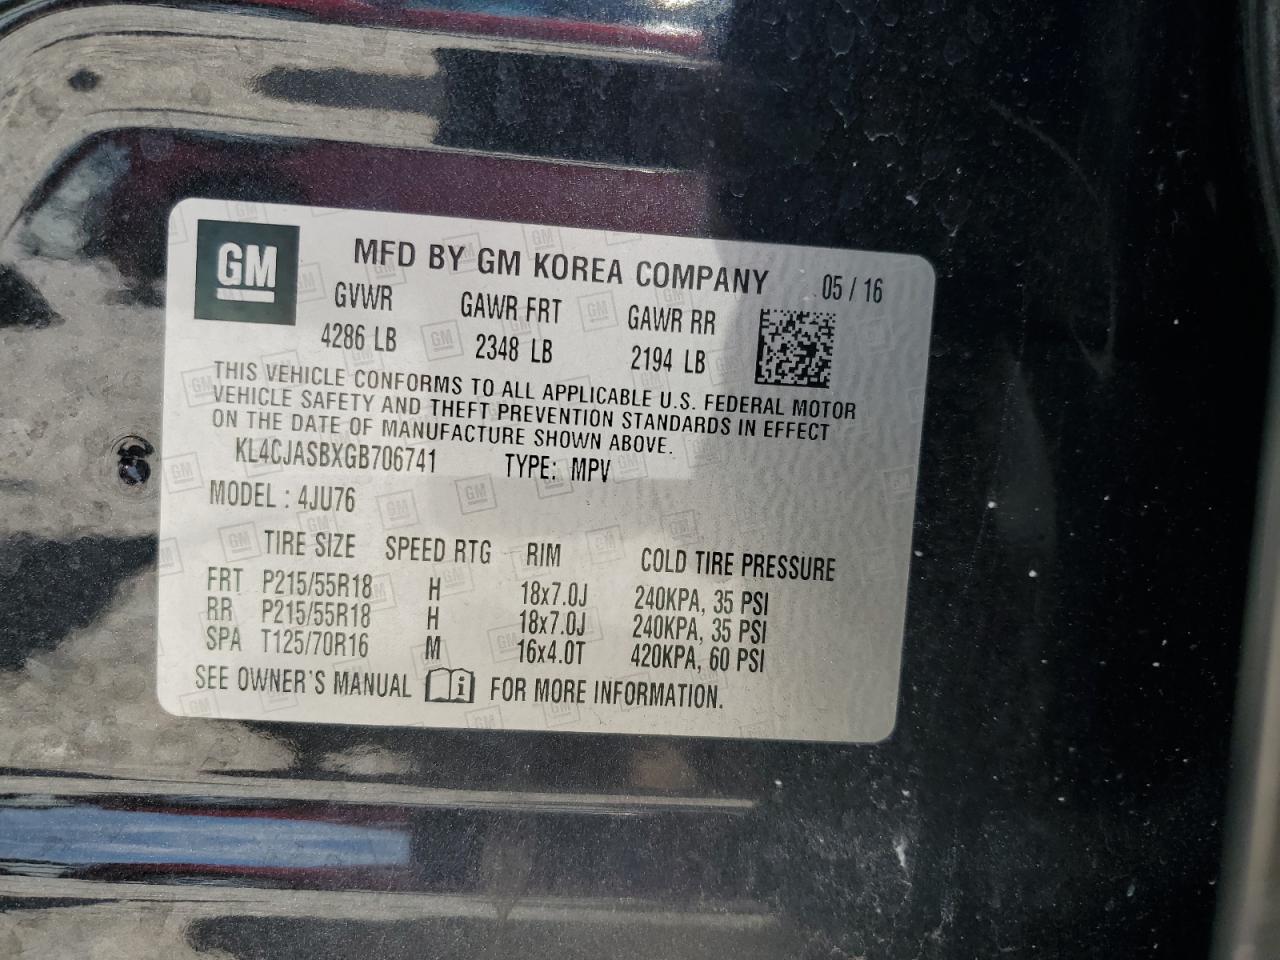 GM
MFD BY GM KOREA COMPANY 05 / 16
GVWR GAWR FRT GAWR RR
4286 LB 2348 LB 2194 LB
THIS VEHICLE CONFORMS TO ALL APPLICABLE U.S. FEDERAL MOTOR
VEHICLE SAFETY AND THEFT PREVENTION STANDARDS IN EFFECT
ON THE DATE OF MANUFACTURE SHOWN ABOVE.
KL4CJASBXGB706741 TYPE: MPV
MODEL : 4JU76
TIRE SIZE SPEED RTG RIM COLD TIRE PRESSURE
FRT P215/55R18 H 18x7.0J 240KPA, 35 PSI
RR P215/55R18 H 18x7.0J 240KPA, 35 PSI
SPA T125/70R16 M 16x4.0T 420KPA, 60 PSI
SEE OWNER'S MANUAL i FOR MORE INFORMATION.